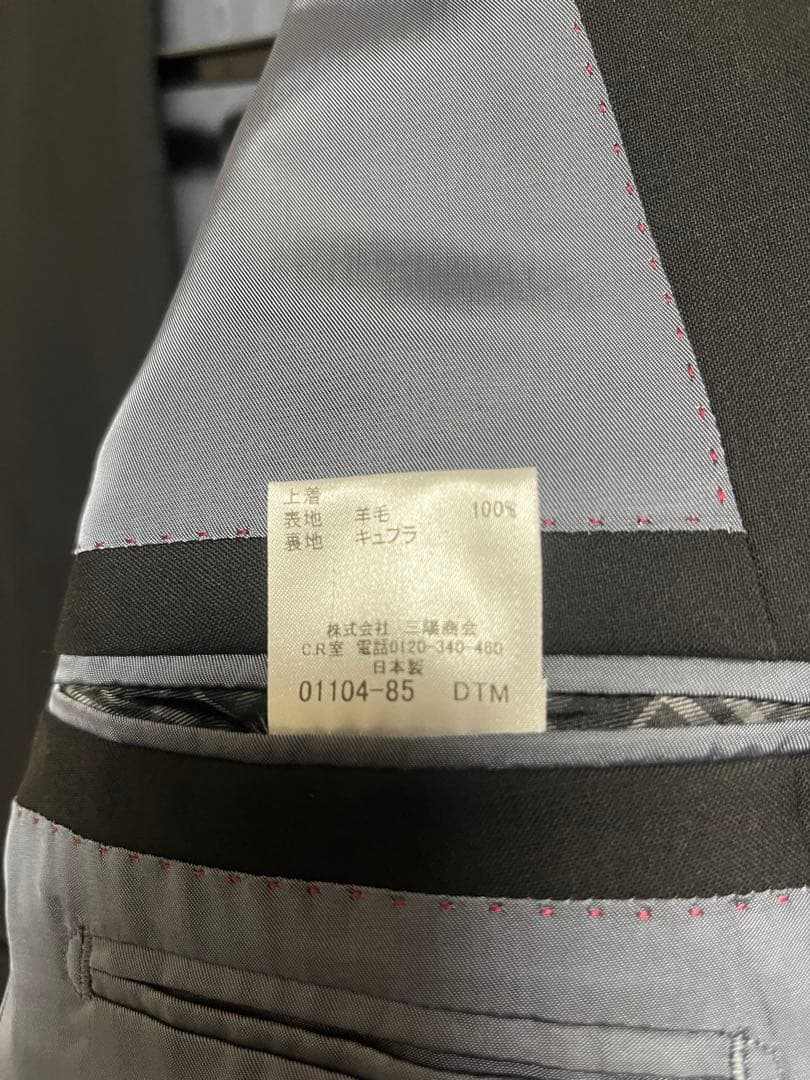 上着
表地 羊毛 100%
裏地 キュプラ
株式会社 三陽商会
C.R室 電話0120-340-460
日本製
01104-85 DTM